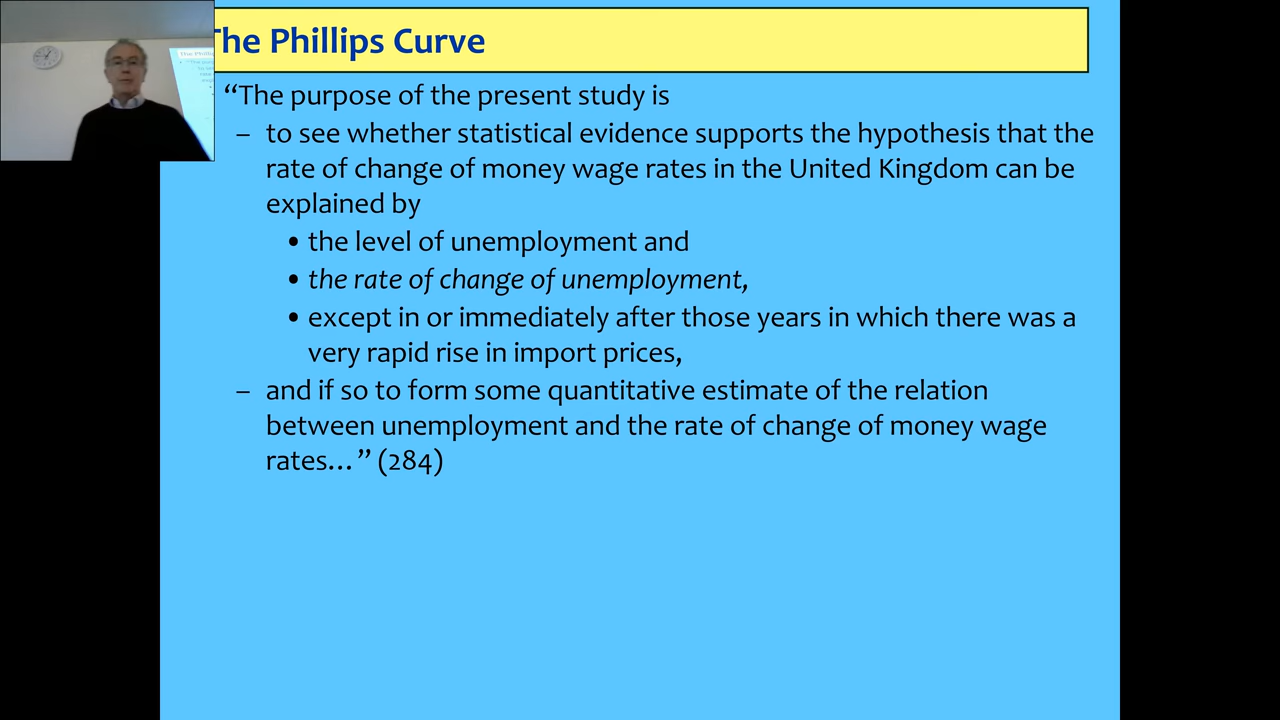 The Phillips Curve
“The purpose of the present study is
– to see whether statistical evidence supports the hypothesis that the
rate of change of money wage rates in the United Kingdom can be
explained by
• the level of unemployment and
• the rate of change of unemployment,
• except in or immediately after those years in which there was a
very rapid rise in import prices,
– and if so to form some quantitative estimate of the relation
between unemployment and the rate of change of money wage
rates…” (284)